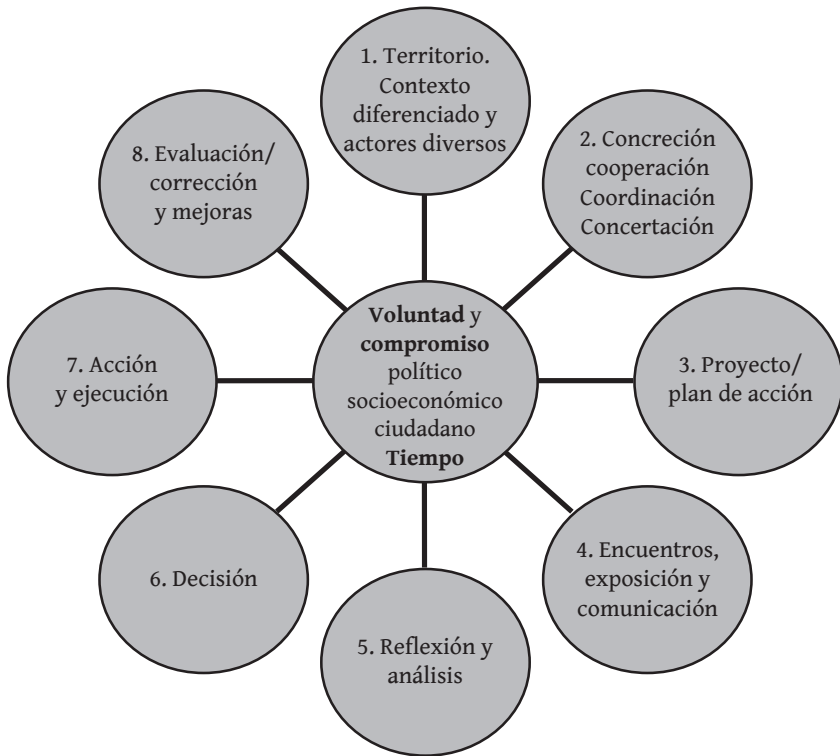 1. Territorio.
Contexto
diferenciado y
actores diversos
2. Concreción
cooperación
Coordinación
Concertación
3. Proyecto/
plan de acción
4. Encuentros,
exposición y
comunicación
5. Reflexión y
análisis
6. Decisión
7. Acción
y ejecución
8. Evaluación/
corrección
y mejoras
Voluntad y
compromiso
político
socioeconómico
ciudadano
Tiempo